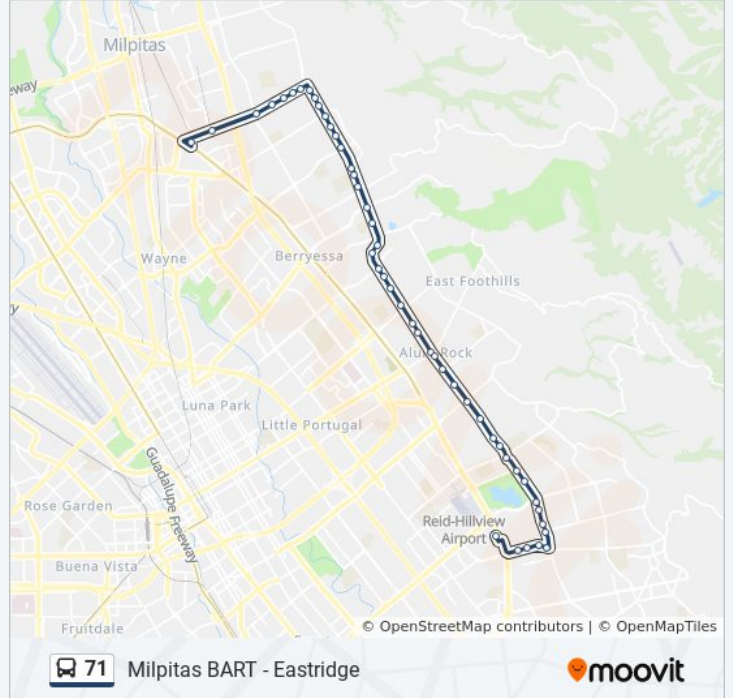 Milpitas
way
Wayne
Berryessa
East Foothills
y
Alum Rock
Luna Park
Little Portugal
Guadalupe Freeway
Rose Garden
Reid-Hillview
Airport
Buena Vista
Fruitdale
© OpenStreetMap contributors | © OpenMapTiles
71 Milpitas BART - Eastridge
moovit